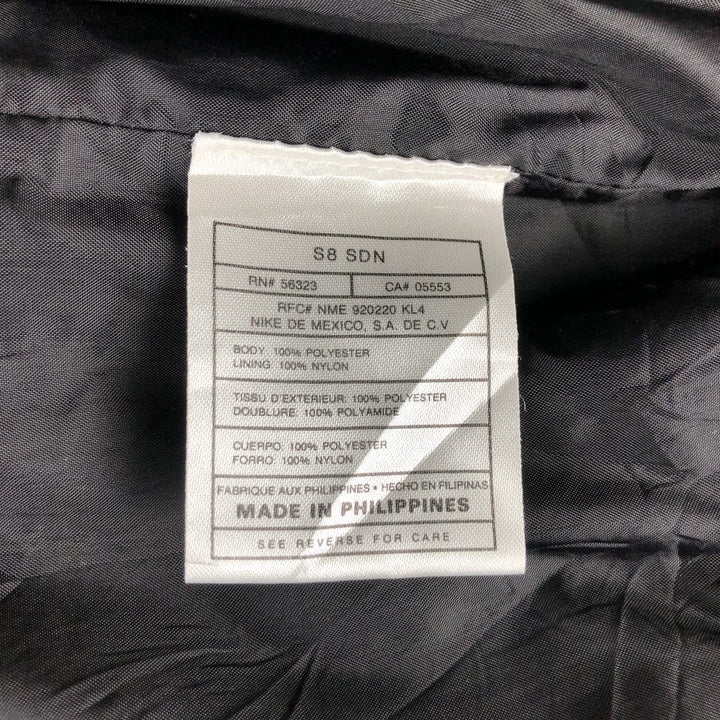 S8 SDN
RN# 56323 CA# 05553
RFC# NME 920220 KL4
NIKE DE MEXICO, S.A. DE C.V
BODY: 100% POLYESTER
LINING: 100% NYLON
TISSU D'EXTERIEUR: 100% POLYESTER
DOUBLURE: 100% POLYAMIDE
CUERPO: 100% POLYESTER
FORRO: 100% NYLON
FABRIQUE AUX PHILIPPINES • HECHO EN FILIPINAS
MADE IN PHILIPPINES
SEE REVERSE FOR CARE